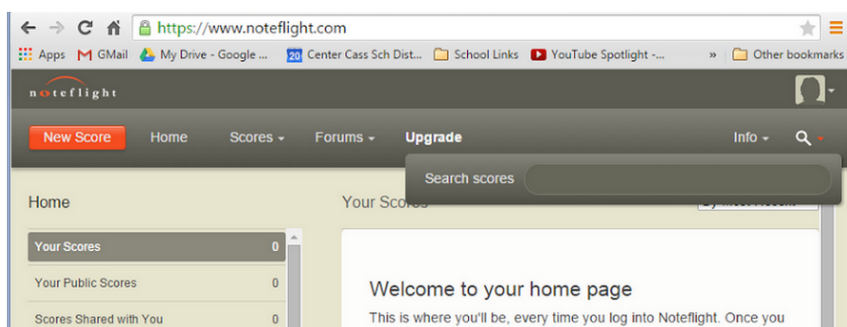 https://www.noteflight.com
Apps GMail My Drive - Google ... 20 Center Cass Sch Dist... School Links YouTube Spotlight -... » Other bookmarks
noteflight
New Score Home Scores Forums Upgrade Info
Search scores
Home Your Scores
Your Scores 0
Your Public Scores 0
Scores Shared with You 0
Welcome to your home page
This is where you'll be, every time you log into Noteflight. Once you